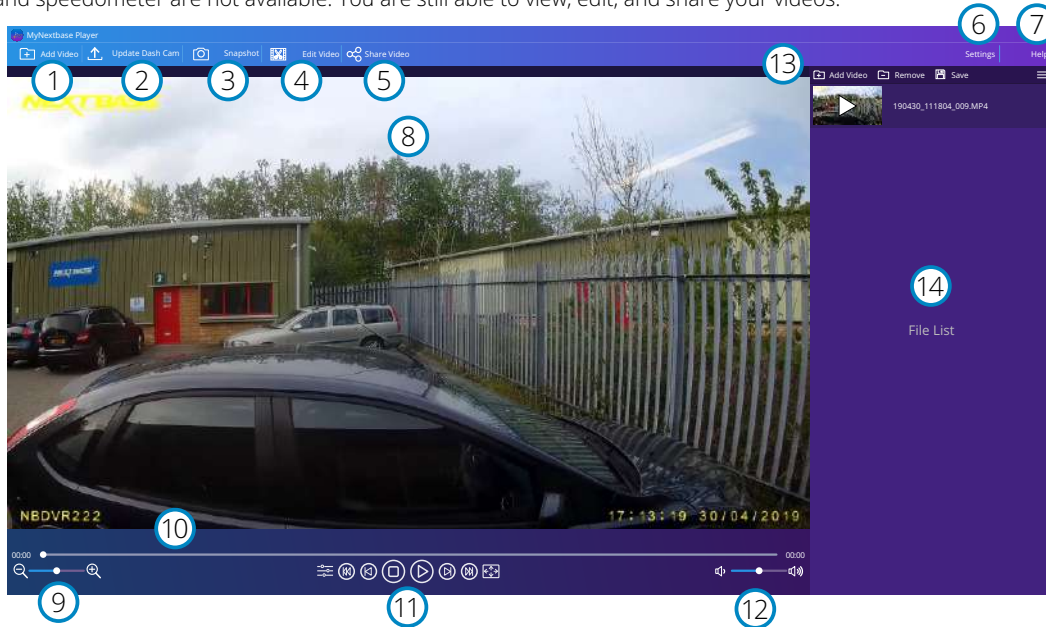 and speedometer are not available. You are still able to view, edit, and share your videos.
6 7
MyNextbase Player
Add Video Update Dash Cam Snapshot Edit Video Share Video Settings Help
1 2 3 4 5 13
Add Video Remove Save
NEXTBASE
190430_111804_009.MP4
8
NEXTBASE
2
14
File List
NBDVR222 17:13:19 30/04/2019
10
00:00 00:00
9 11 12